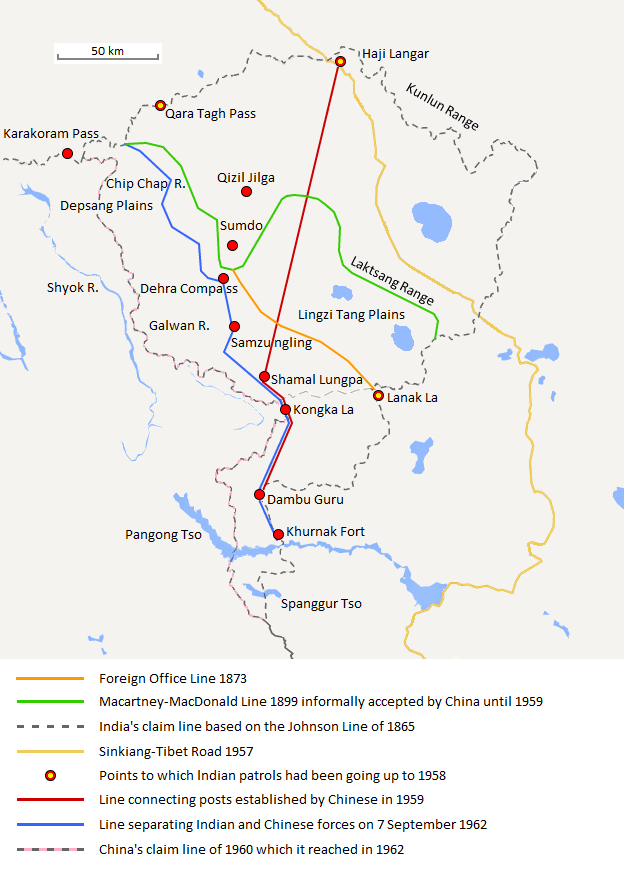 50 km
Haji Langar
Kunlun Range
Qara Tagh Pass
Karakoram Pass
Chip Chap R.
Qizil Jilga
Depsang Plains
Sumdo
Laktsang Range
Shyok R.
Dehra Compass
Lingzi Tang Plains
Galwan R.
Samzungling
Shamal Lungpa
Lanak La
Kongka La
Dambu Guru
Pangong Tso
Khurnak Fort
Spanggur Tso
Foreign Office Line 1873
Macartney-MacDonald Line 1899 informally accepted by China until 1959
India's claim line based on the Johnson Line of 1865
Sinkiang-Tibet Road 1957
Points to which Indian patrols had been going up to 1958
Line connecting posts established by Chinese in 1959
Line separating Indian and Chinese forces on 7 September 1962
China's claim line of 1960 which it reached in 1962